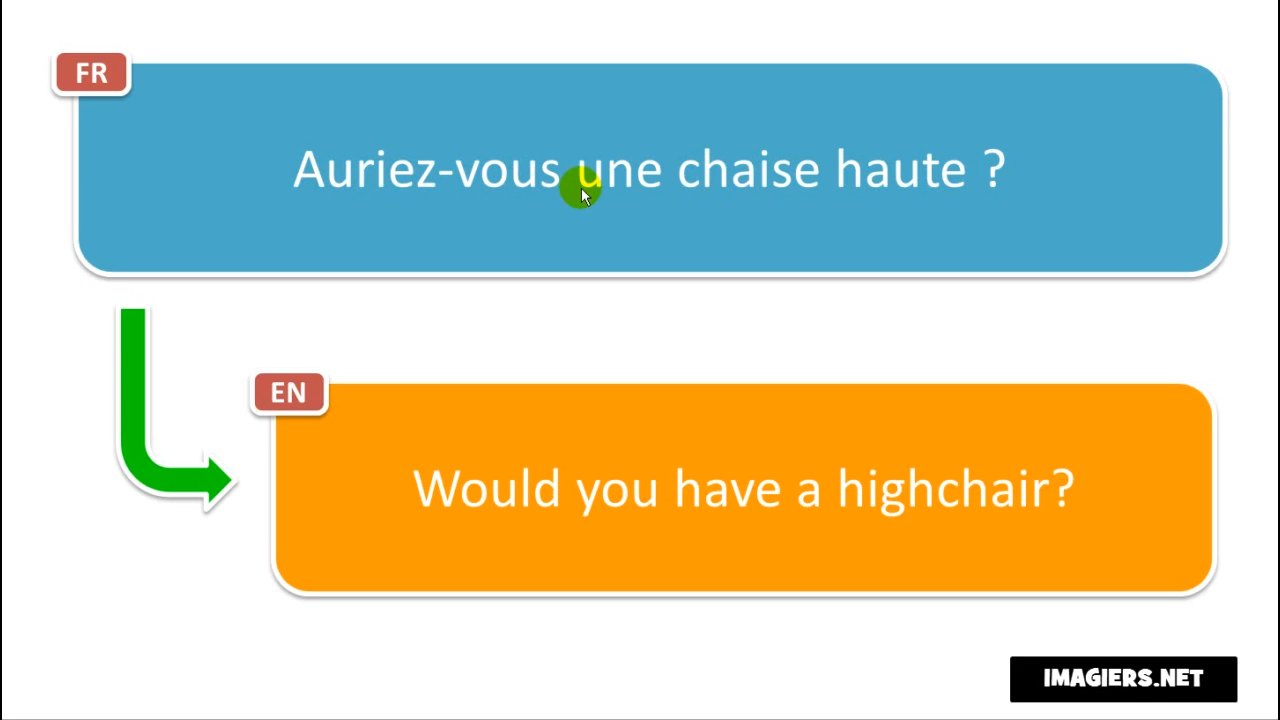 FR
Auriez-vous une chaise haute ?
EN
Would you have a highchair?
IMAGIERS.NET